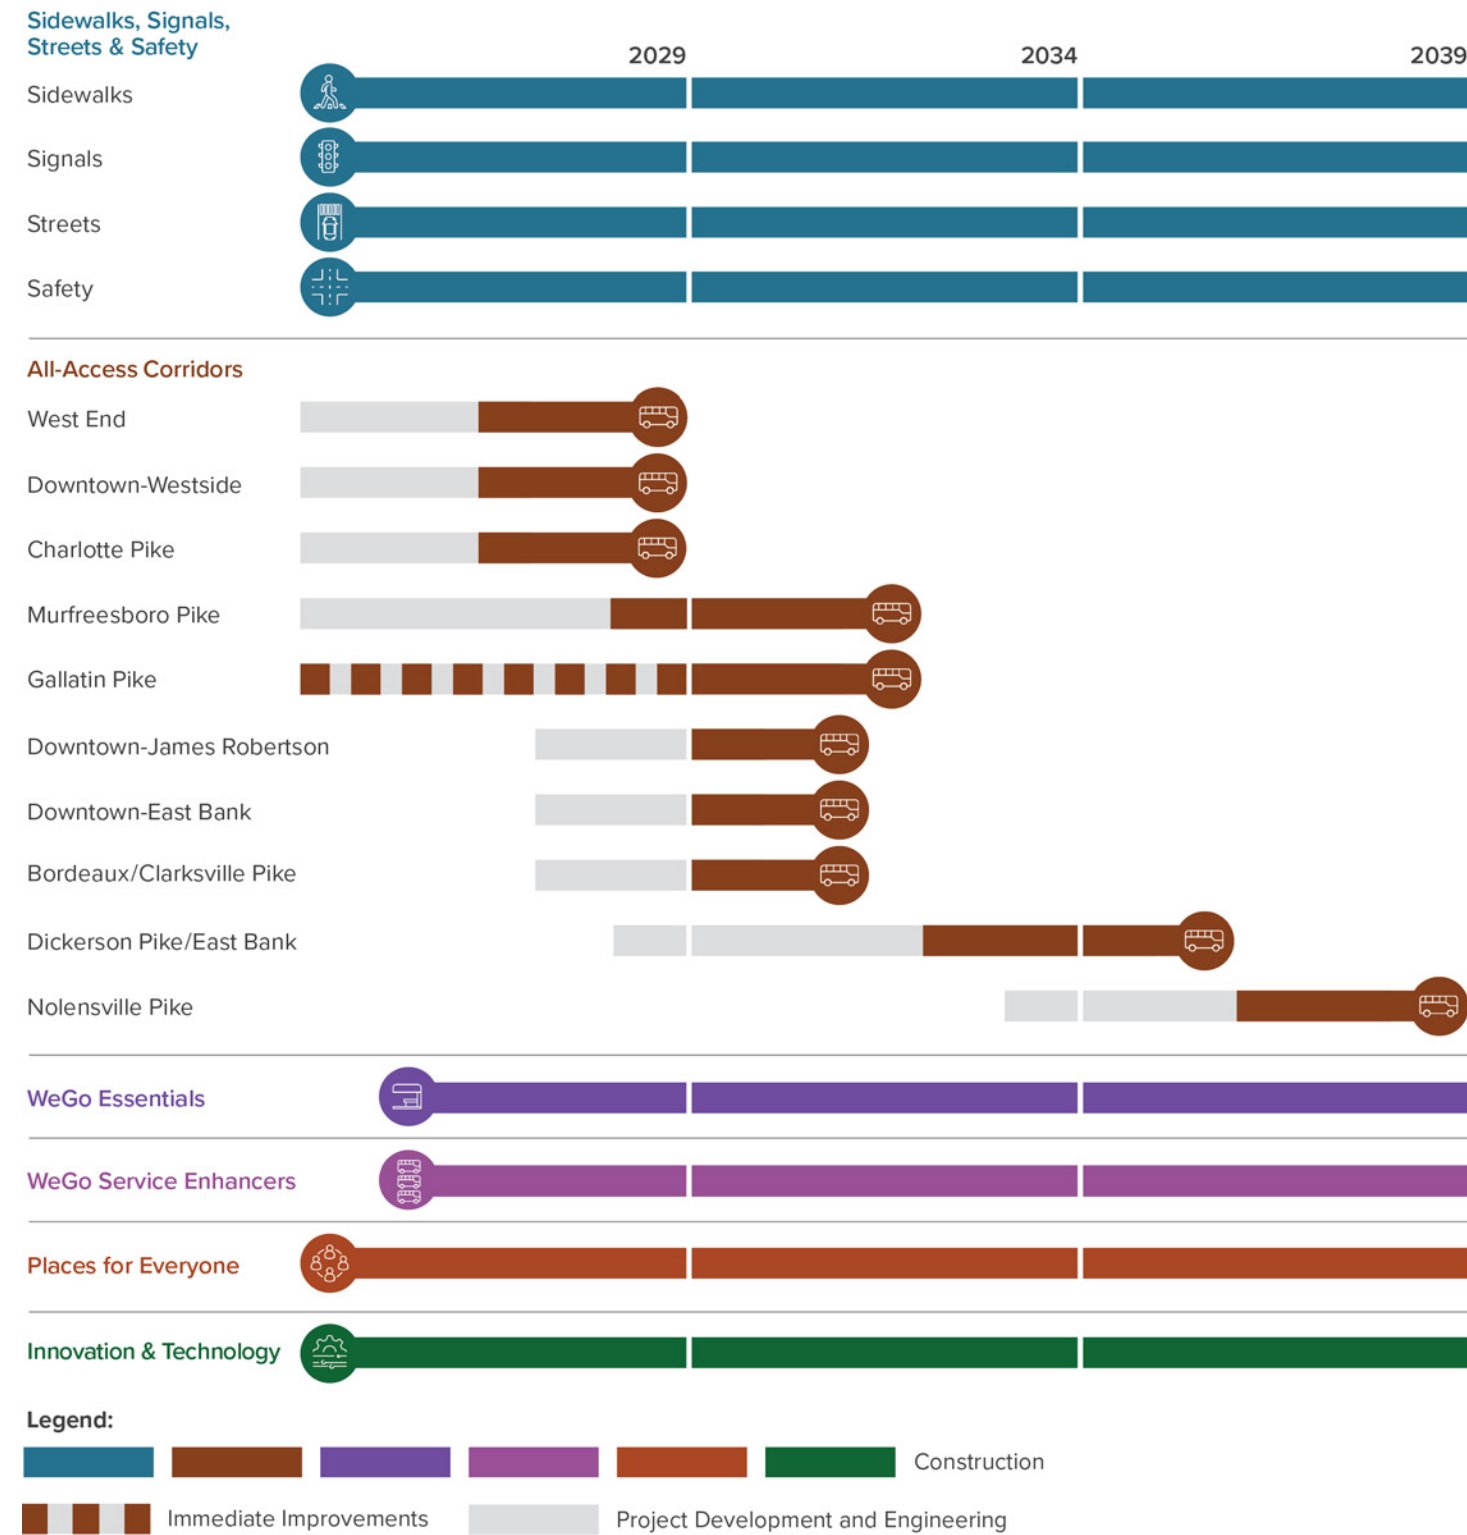 Sidewalks, Signals,
Streets & Safety
2029
2034
2039
Sidewalks
Signals
Streets
Safety
All-Access Corridors
West End
Downtown-Westside
Charlotte Pike
Murfreesboro Pike
Gallatin Pike
Downtown-James Robertson
Downtown-East Bank
Bordeaux/Clarksville Pike
Dickerson Pike/East Bank
Nolensville Pike
WeGo Essentials
WeGo Service Enhancers
Places for Everyone
Innovation & Technology
Legend:
Construction
Immediate Improvements
Project Development and Engineering